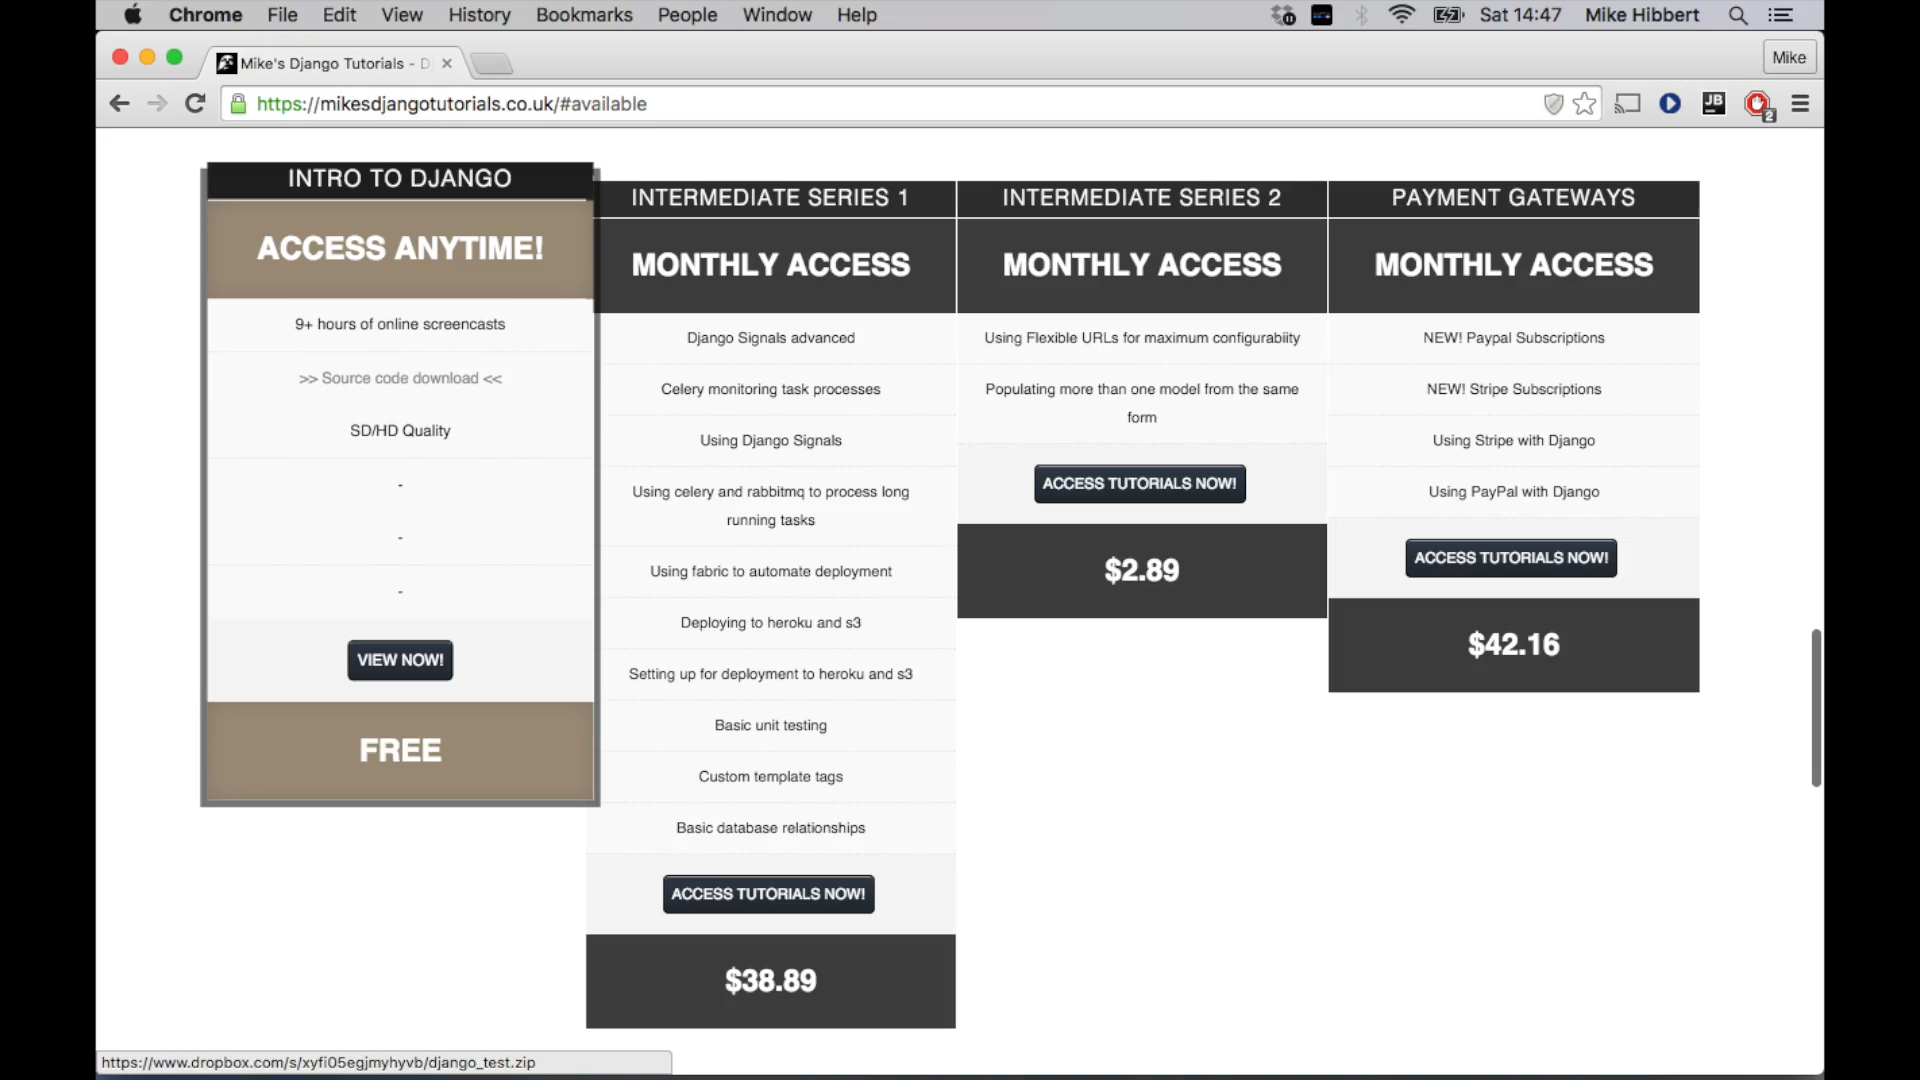 Chrome File Edit View History Bookmarks People Window Help Sat 14:47 Mike Hibbert
Mike's Django Tutorials - D
Mike
https://mikesdjangotutorials.co.uk/#available
JB
2
INTRO TO DJANGO
ACCESS ANYTIME!
9+ hours of online screencasts
>> Source code download <<
SD/HD Quality
-
-
-
VIEW NOW!
FREE
INTERMEDIATE SERIES 1
MONTHLY ACCESS
Django Signals advanced
Celery monitoring task processes
Using Django Signals
Using celery and rabbitmq to process long
running tasks
Using fabric to automate deployment
Deploying to heroku and s3
Setting up for deployment to heroku and s3
Basic unit testing
Custom template tags
Basic database relationships
ACCESS TUTORIALS NOW!
$38.89
INTERMEDIATE SERIES 2
MONTHLY ACCESS
Using Flexible URLs for maximum configurabiity
Populating more than one model from the same
form
ACCESS TUTORIALS NOW!
$2.89
PAYMENT GATEWAYS
MONTHLY ACCESS
NEW! Paypal Subscriptions
NEW! Stripe Subscriptions
Using Stripe with Django
Using PayPal with Django
ACCESS TUTORIALS NOW!
$42.16
https://www.dropbox.com/s/xyfi05egjmyhyvb/django_test.zip